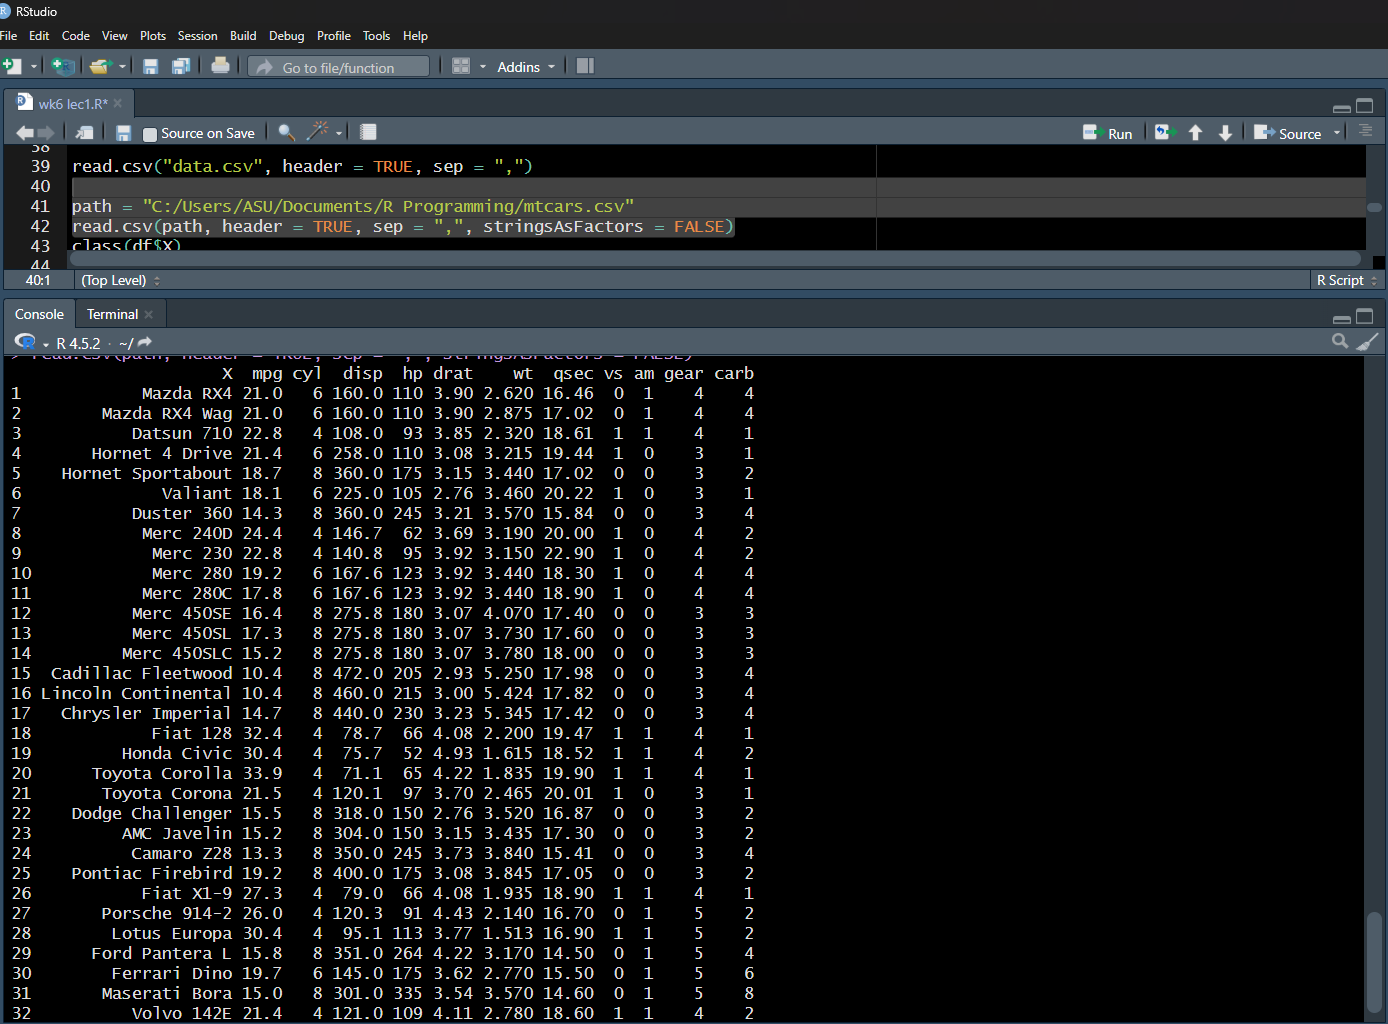 RStudio
File Edit Code View Plots Session Build Debug Profile Tools Help
Go to file/function Addins
wk6 lec1.R*
Source on Save Run Source
38
39 read.csv("data.csv", header = TRUE, sep = ",")
40
41 path = "C:/Users/ASU/Documents/R Programming/mtcars.csv"
42 read.csv(path, header = TRUE, sep = ",", stringsAsFactors = FALSE)
43 class(df$X)
44
40:1 (Top Level) R Script
Console Terminal
R 4.5.2 · ~/
> read.csv(path, header = TRUE, sep = ",", stringsAsFactors = FALSE)
X mpg cyl disp hp drat wt qsec vs am gear carb
1 Mazda RX4 21.0 6 160.0 110 3.90 2.620 16.46 0 1 4 4
2 Mazda RX4 Wag 21.0 6 160.0 110 3.90 2.875 17.02 0 1 4 4
3 Datsun 710 22.8 4 108.0 93 3.85 2.320 18.61 1 1 4 1
4 Hornet 4 Drive 21.4 6 258.0 110 3.08 3.215 19.44 1 0 3 1
5 Hornet Sportabout 18.7 8 360.0 175 3.15 3.440 17.02 0 0 3 2
6 Valiant 18.1 6 225.0 105 2.76 3.460 20.22 1 0 3 1
7 Duster 360 14.3 8 360.0 245 3.21 3.570 15.84 0 0 3 4
8 Merc 240D 24.4 4 146.7 62 3.69 3.190 20.00 1 0 4 2
9 Merc 230 22.8 4 140.8 95 3.92 3.150 22.90 1 0 4 2
10 Merc 280 19.2 6 167.6 123 3.92 3.440 18.30 1 0 4 4
11 Merc 280C 17.8 6 167.6 123 3.92 3.440 18.90 1 0 4 4
12 Merc 450SE 16.4 8 275.8 180 3.07 4.070 17.40 0 0 3 3
13 Merc 450SL 17.3 8 275.8 180 3.07 3.730 17.60 0 0 3 3
14 Merc 450SLC 15.2 8 275.8 180 3.07 3.780 18.00 0 0 3 3
15 Cadillac Fleetwood 10.4 8 472.0 205 2.93 5.250 17.98 0 0 3 4
16 Lincoln Continental 10.4 8 460.0 215 3.00 5.424 17.82 0 0 3 4
17 Chrysler Imperial 14.7 8 440.0 230 3.23 5.345 17.42 0 0 3 4
18 Fiat 128 32.4 4 78.7 66 4.08 2.200 19.47 1 1 4 1
19 Honda Civic 30.4 4 75.7 52 4.93 1.615 18.52 1 1 4 2
20 Toyota Corolla 33.9 4 71.1 65 4.22 1.835 19.90 1 1 4 1
21 Toyota Corona 21.5 4 120.1 97 3.70 2.465 20.01 1 0 3 1
22 Dodge Challenger 15.5 8 318.0 150 2.76 3.520 16.87 0 0 3 2
23 AMC Javelin 15.2 8 304.0 150 3.15 3.435 17.30 0 0 3 2
24 Camaro Z28 13.3 8 350.0 245 3.73 3.840 15.41 0 0 3 4
25 Pontiac Firebird 19.2 8 400.0 175 3.08 3.845 17.05 0 0 3 2
26 Fiat X1-9 27.3 4 79.0 66 4.08 1.935 18.90 1 1 4 1
27 Porsche 914-2 26.0 4 120.3 91 4.43 2.140 16.70 0 1 5 2
28 Lotus Europa 30.4 4 95.1 113 3.77 1.513 16.90 1 1 5 2
29 Ford Pantera L 15.8 8 351.0 264 4.22 3.170 14.50 0 1 5 4
30 Ferrari Dino 19.7 6 145.0 175 3.62 2.770 15.50 0 1 5 6
31 Maserati Bora 15.0 8 301.0 335 3.54 3.570 14.60 0 1 5 8
32 Volvo 142E 21.4 4 121.0 109 4.11 2.780 18.60 1 1 4 2